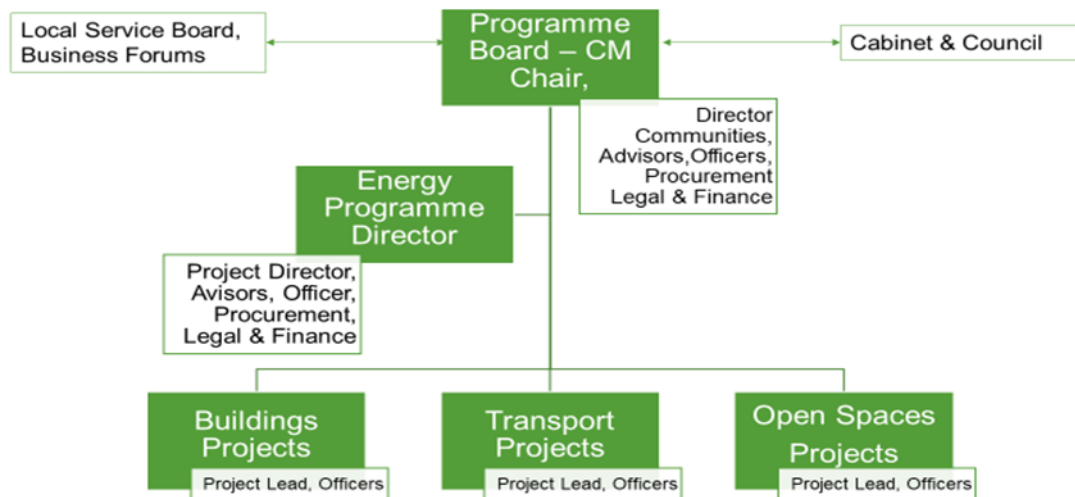 Local Service Board,
Business Forums
Programme
Board – CM
Chair,
Cabinet & Council
Director
Communities,
Advisors,Officers,
Procurement
Legal & Finance
Energy
Programme
Director
Project Director,
Avisors, Officer,
Procurement,
Legal & Finance
Buildings
Projects
Project Lead, Officers
Transport
Projects
Project Lead, Officers
Open Spaces
Projects
Project Lead, Officers